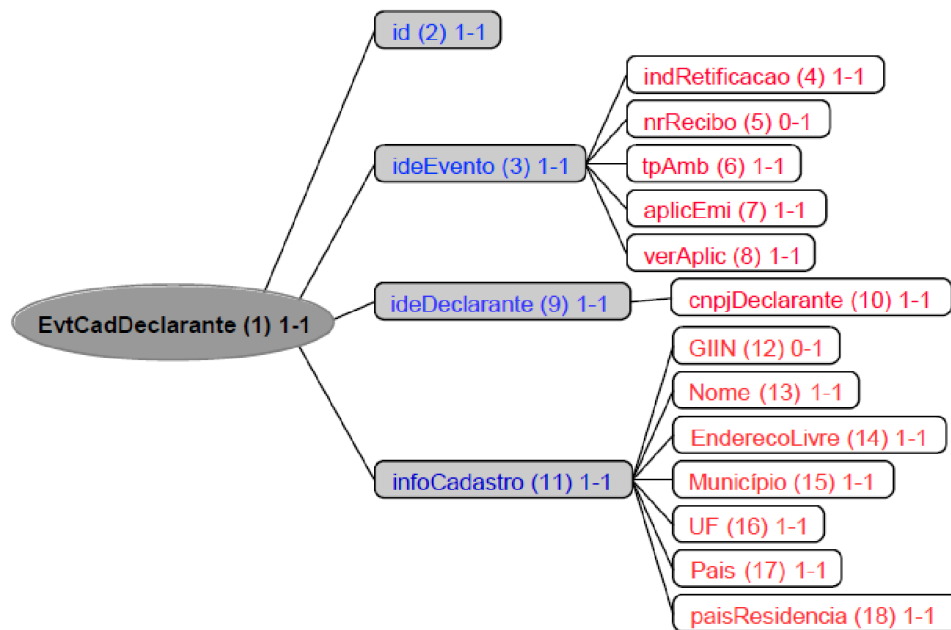 id (2) 1-1
indRetificacao (4) 1-1
nrRecibo (5) 0-1
ideEvento (3) 1-1
tpAmb (6) 1-1
aplicEmi (7) 1-1
verAplic (8) 1-1
EvtCadDeclarante (1) 1-1
ideDeclarante (9) 1-1
cnpjDeclarante (10) 1-1
GIIN (12) 0-1
Nome (13) 1-1
EnderecoLivre (14) 1-1
infoCadastro (11) 1-1
Município (15) 1-1
UF (16) 1-1
Pais (17) 1-1
paisResidencia (18) 1-1